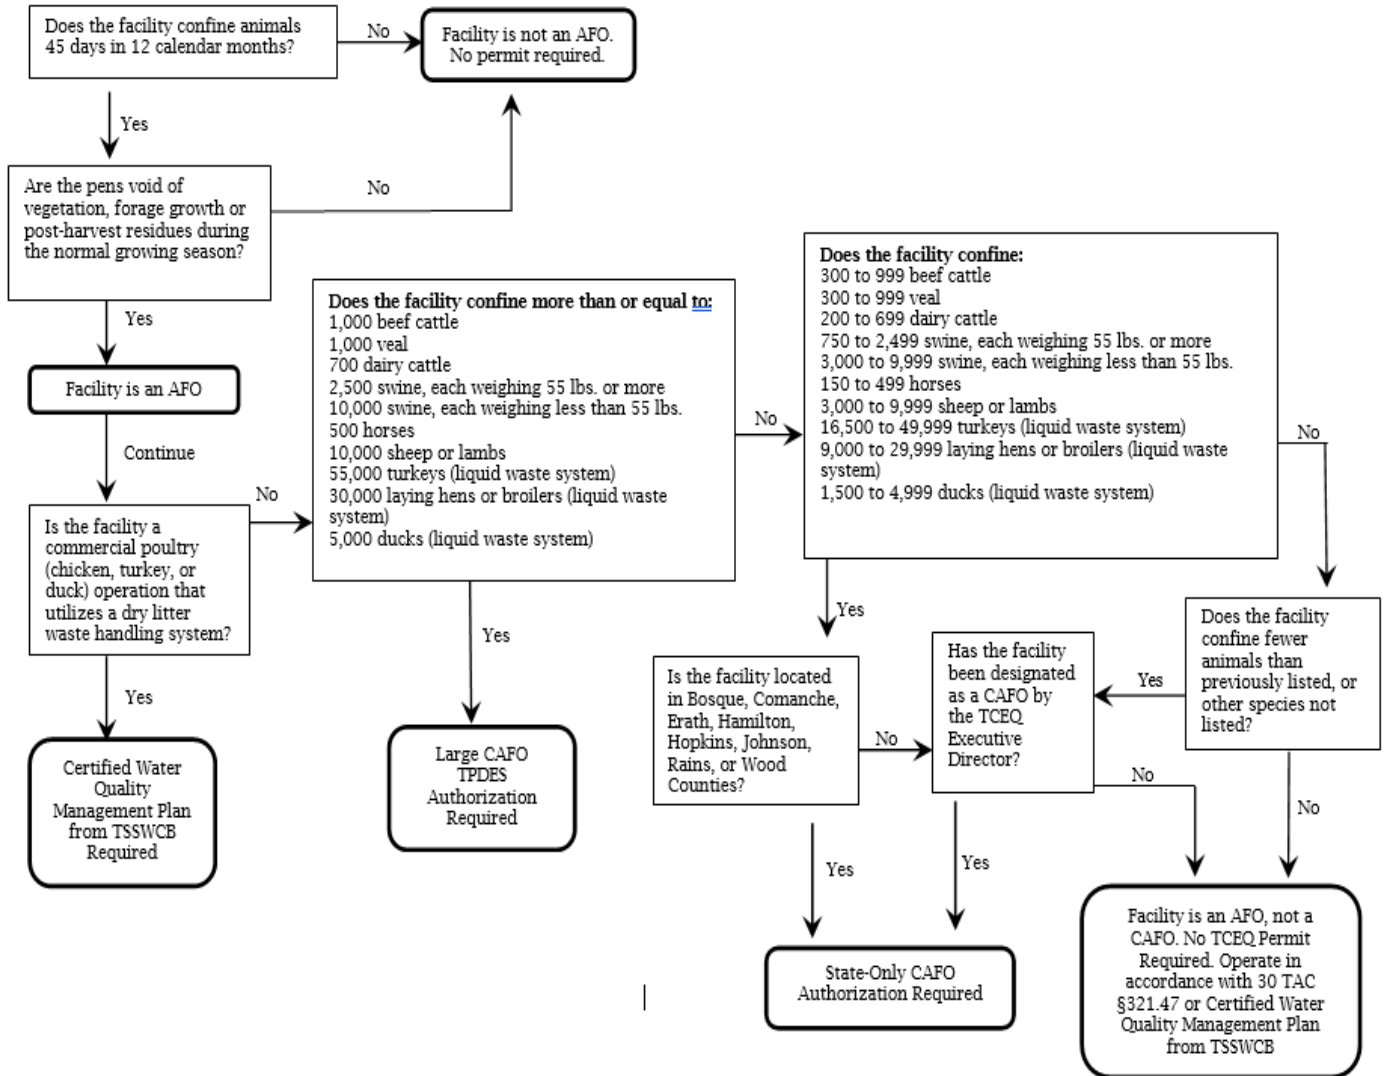 Does the facility confine animals
45 days in 12 calendar months?
No
Facility is not an AFO.
No permit required.
Yes
Are the pens void of
vegetation, forage growth or
post-harvest residues during
the normal growing season?
No
Yes
Facility is an AFO
Continue
Is the facility a
commercial poultry
(chicken, turkey, or
duck) operation that
utilizes a dry litter
waste handling system?
No
Yes
Certified Water
Quality
Management Plan
from TSSWCB
Required
Does the facility confine more than or equal to:
1,000 beef cattle
1,000 veal
700 dairy cattle
2,500 swine, each weighing 55 lbs. or more
10,000 swine, each weighing less than 55 lbs.
500 horses
10,000 sheep or lambs
55,000 turkeys (liquid waste system)
30,000 laying hens or broilers (liquid waste
system)
5,000 ducks (liquid waste system)
No
Yes
Large CAFO
TPDES
Authorization
Required
Does the facility confine:
300 to 999 beef cattle
300 to 999 veal
200 to 699 dairy cattle
750 to 2,499 swine, each weighing 55 lbs. or more
3,000 to 9,999 swine, each weighing less than 55 lbs.
150 to 499 horses
3,000 to 9,999 sheep or lambs
16,500 to 49,999 turkeys (liquid waste system)
9,000 to 29,999 laying hens or broilers (liquid waste
system)
1,500 to 4,999 ducks (liquid waste system)
No
Yes
Is the facility located
in Bosque, Comanche,
Erath, Hamilton,
Hopkins, Johnson,
Rains, or Wood
Counties?
No
Yes
Has the facility
been designated
as a CAFO by
the TCEQ
Executive
Director?
Yes
No
Yes
Does the facility
confine fewer
animals than
previously listed, or
other species not
listed?
No
State-Only CAFO
Authorization Required
Facility is an AFO, not a
CAFO. No TCEQ Permit
Required. Operate in
accordance with 30 TAC
§321.47 or Certified Water
Quality Management Plan
from TSSWCB